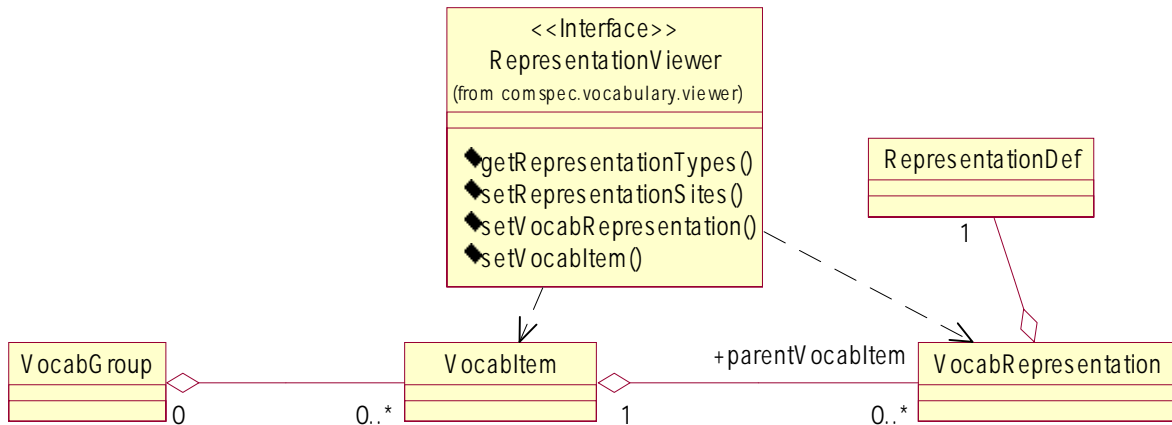 <<Interface>>
RepresentationViewer
(from comspec.vocabulary.viewer)
getRepresentationTypes()
setRepresentationSites()
setVocabRepresentation()
setVocabItem()
RepresentationDef
1
VocabGroup
0
0..*
VocabItem
1
+parentVocabItem
0..*
VocabRepresentation